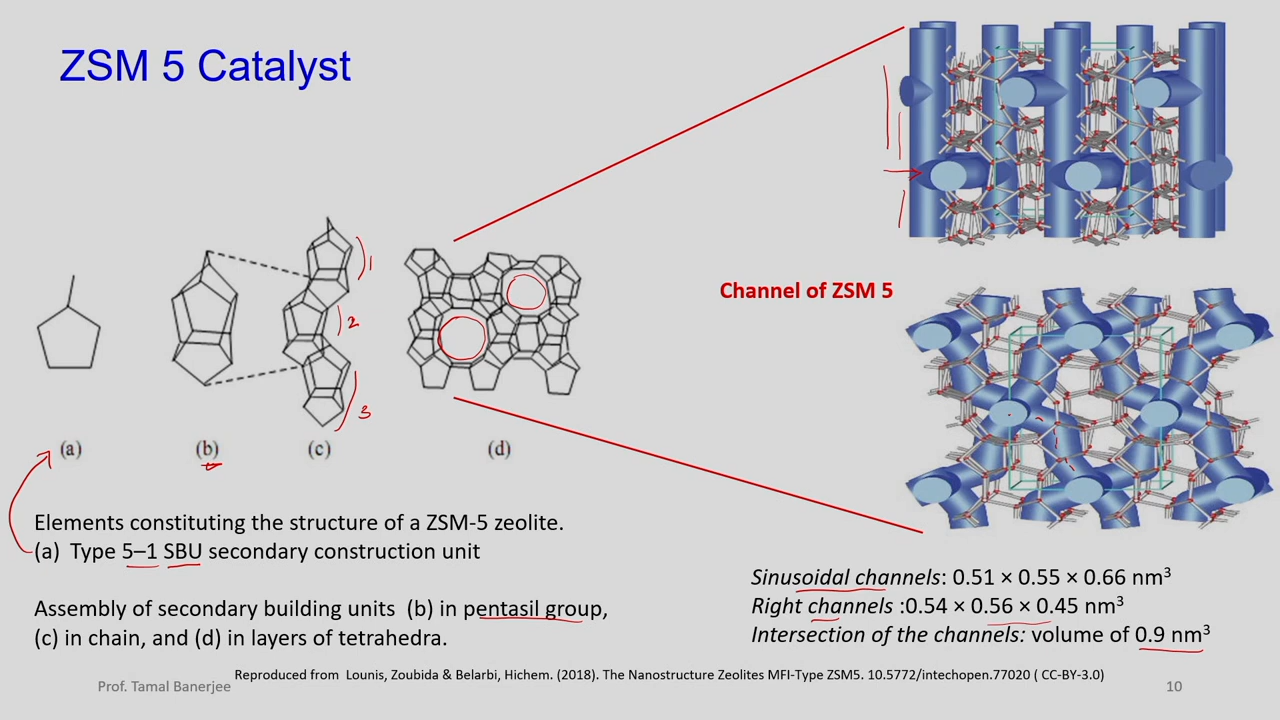 ZSM 5 Catalyst
1
2
3
(a)
(b)
(c)
(d)
Channel of ZSM 5
Elements constituting the structure of a ZSM-5 zeolite.
(a) Type 5–1 SBU secondary construction unit
Assembly of secondary building units (b) in pentasil group,
(c) in chain, and (d) in layers of tetrahedra.
Sinusoidal channels: 0.51 × 0.55 × 0.66 nm³
Right channels :0.54 × 0.56 × 0.45 nm³
Intersection of the channels: volume of 0.9 nm³
Reproduced from Lounis, Zoubida & Belarbi, Hichem. (2018). The Nanostructure Zeolites MFI-Type ZSM5. 10.5772/intechopen.77020 ( CC-BY-3.0)
Prof. Tamal Banerjee
10